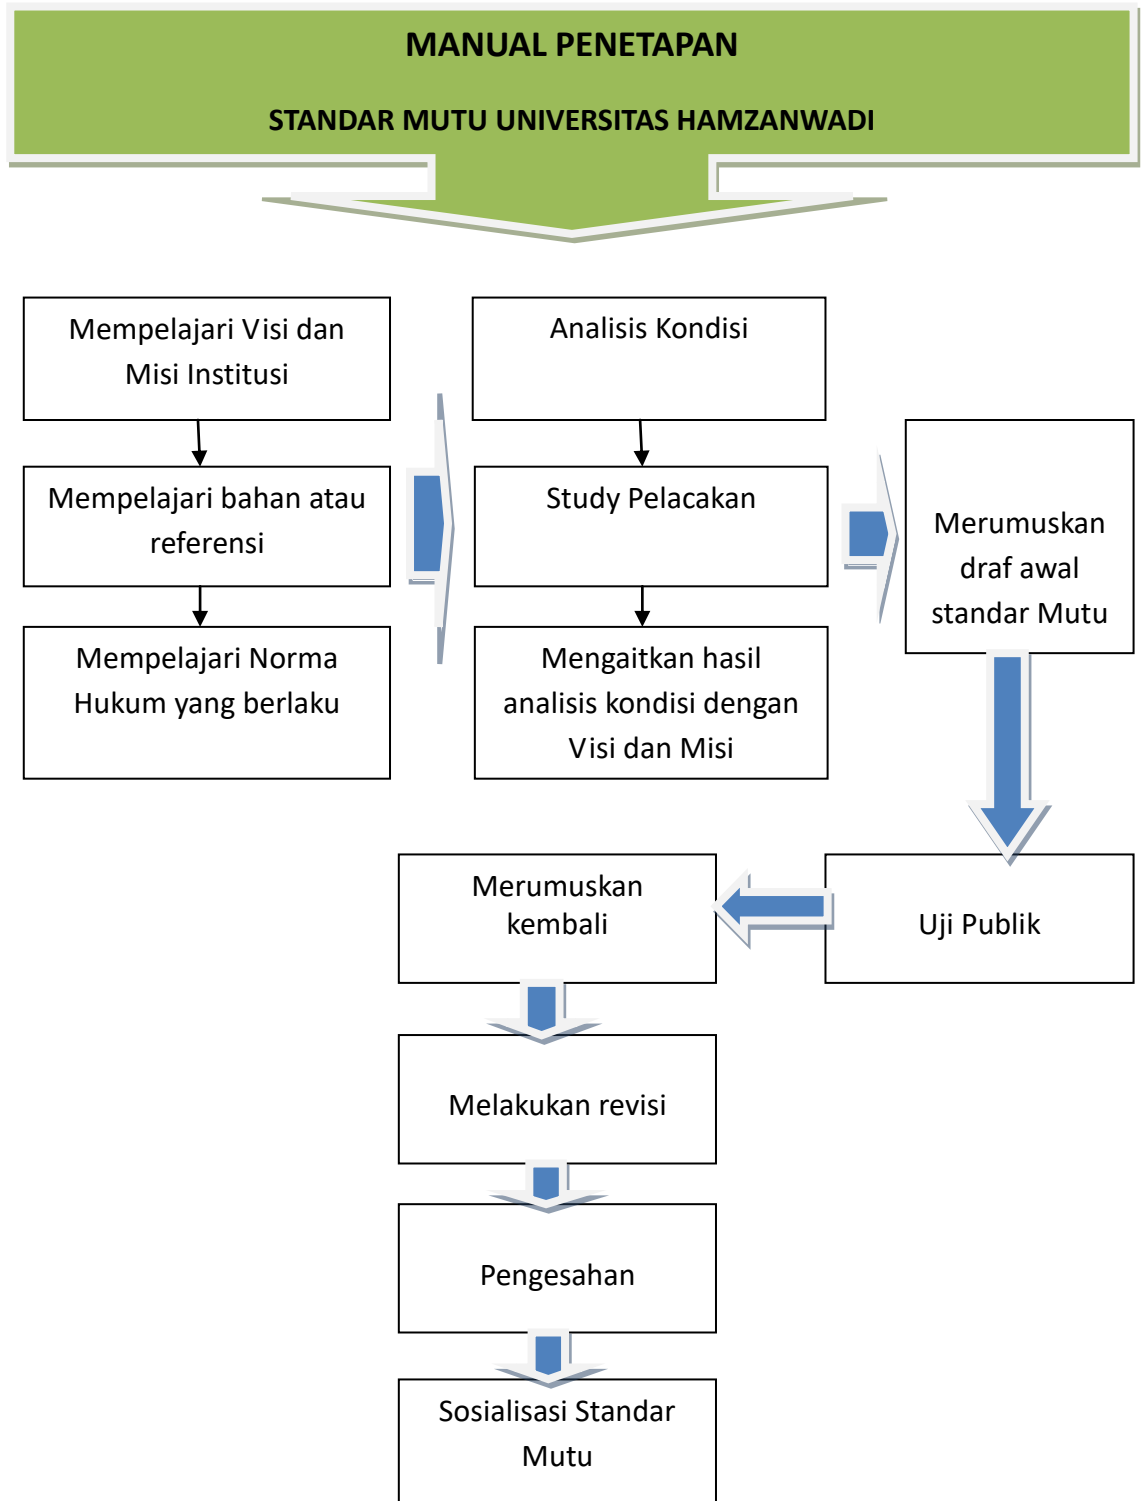 MANUAL PENETAPAN
STANDAR MUTU UNIVERSITAS HAMZANWADI
Mempelajari Visi dan
Misi Institusi
Mempelajari bahan atau
referensi
Mempelajari Norma
Hukum yang berlaku
Analisis Kondisi
Study Pelacakan
Mengaitkan hasil
analisis kondisi dengan
Visi dan Misi
Merumuskan
draf awal
standar Mutu
Uji Publik
Merumuskan
kembali
Melakukan revisi
Pengesahan
Sosialisasi Standar
Mutu